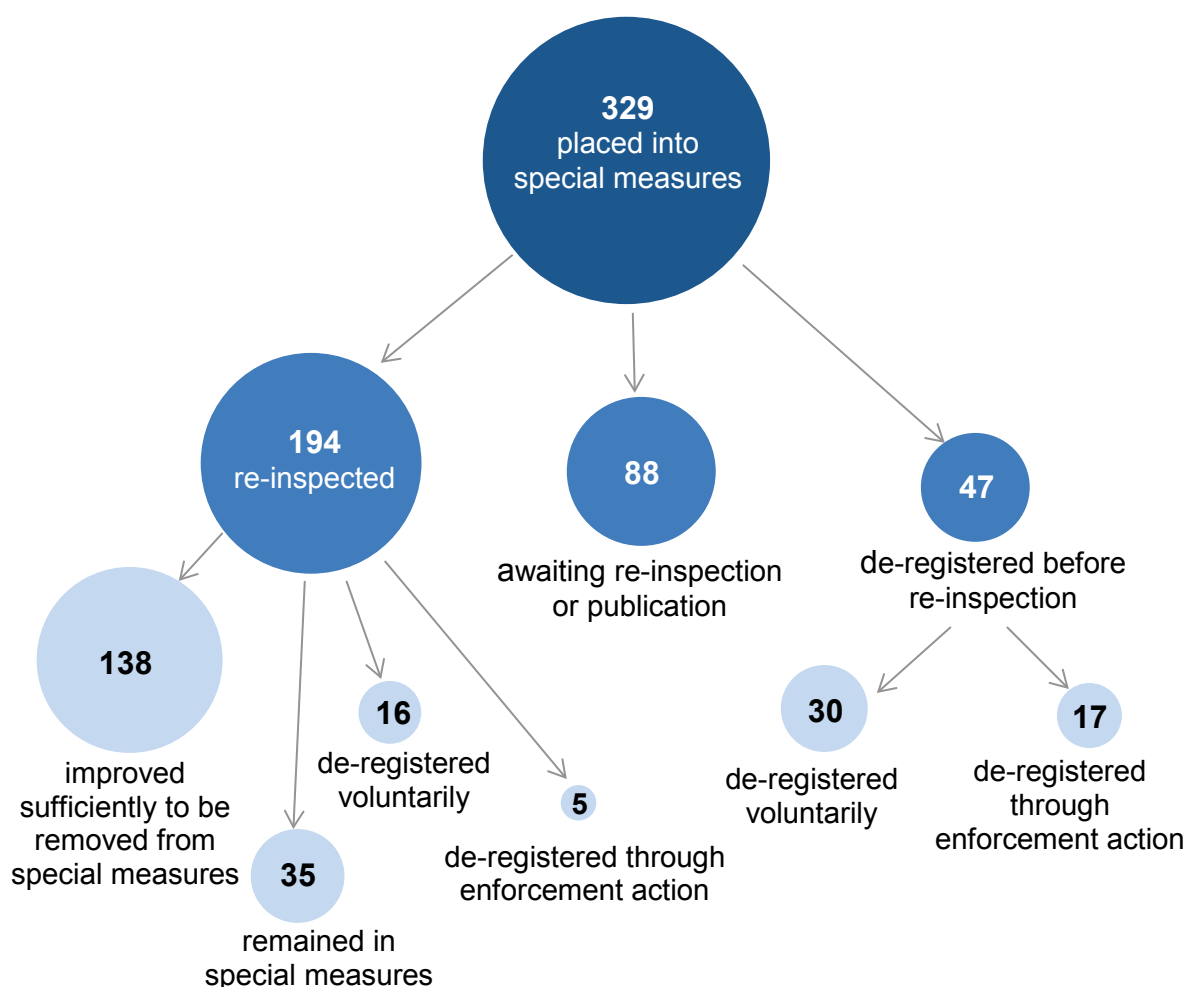 329
placed into
special measures
194
re-inspected
88
awaiting re-inspection
or publication
47
de-registered before
re-inspection
138
improved
sufficiently to be
removed from
special measures
35
remained in
special measures
16
de-registered
voluntarily
5
de-registered through
enforcement action
30
de-registered
voluntarily
17
de-registered
through
enforcement action